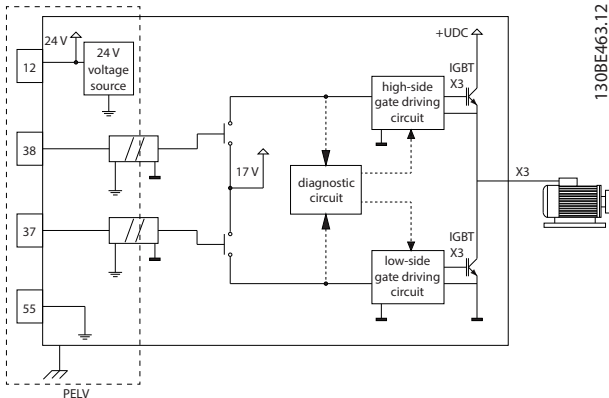 130BE463.12
24 V
12
24 V
voltage
source
+UDC
IGBT
X3
high-side
gate driving
circuit
38
17 V
diagnostic
circuit
X3
37
IGBT
X3
low-side
gate driving
circuit
55
PELV